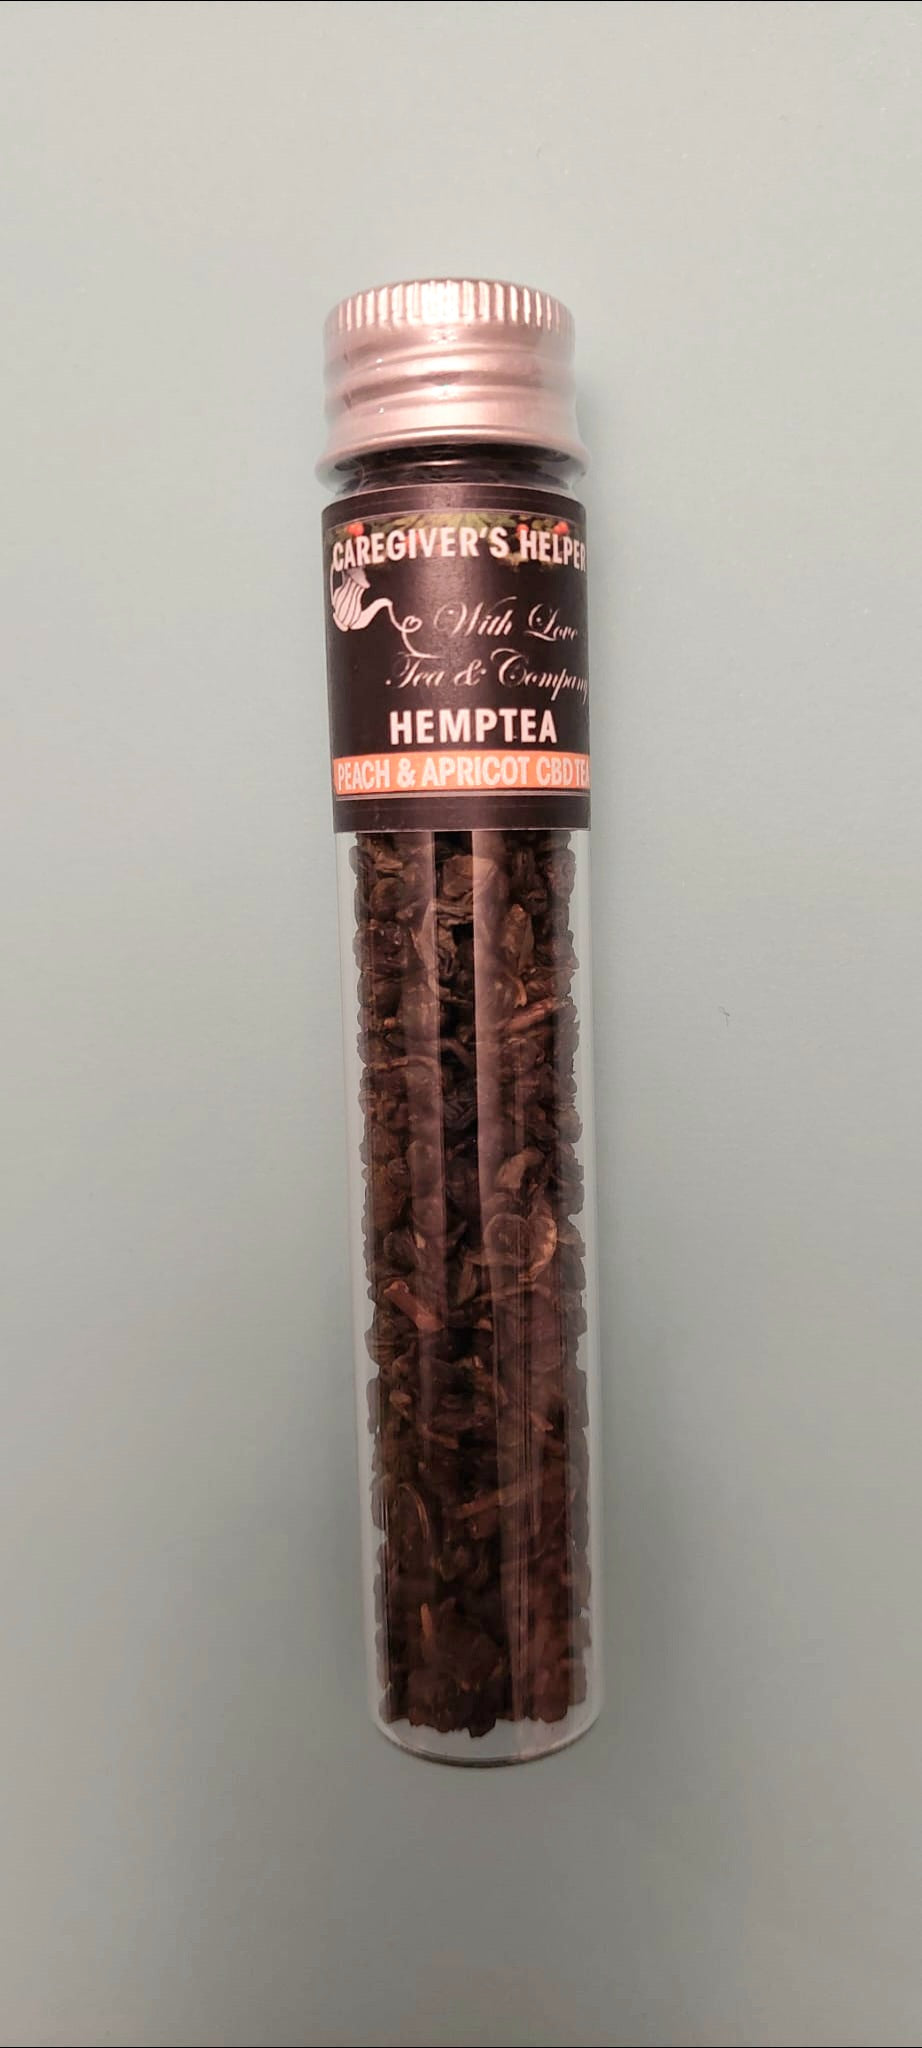 CAREGIVER'S HELPER
With Love
Tea & Company
HEMPTEA
PEACH & APRICOT CBD TEA